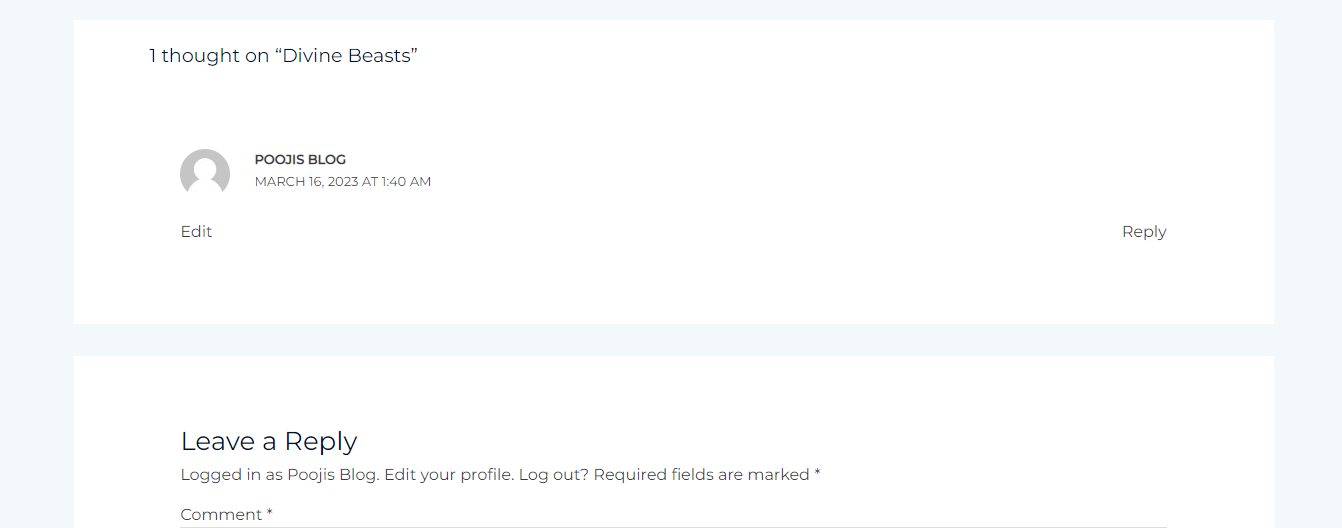 1 thought on “Divine Beasts”
POOJIS BLOG
MARCH 16, 2023 AT 1:40 AM
Edit
Reply
Leave a Reply
Logged in as Poojis Blog. Edit your profile. Log out? Required fields are marked *
Comment *